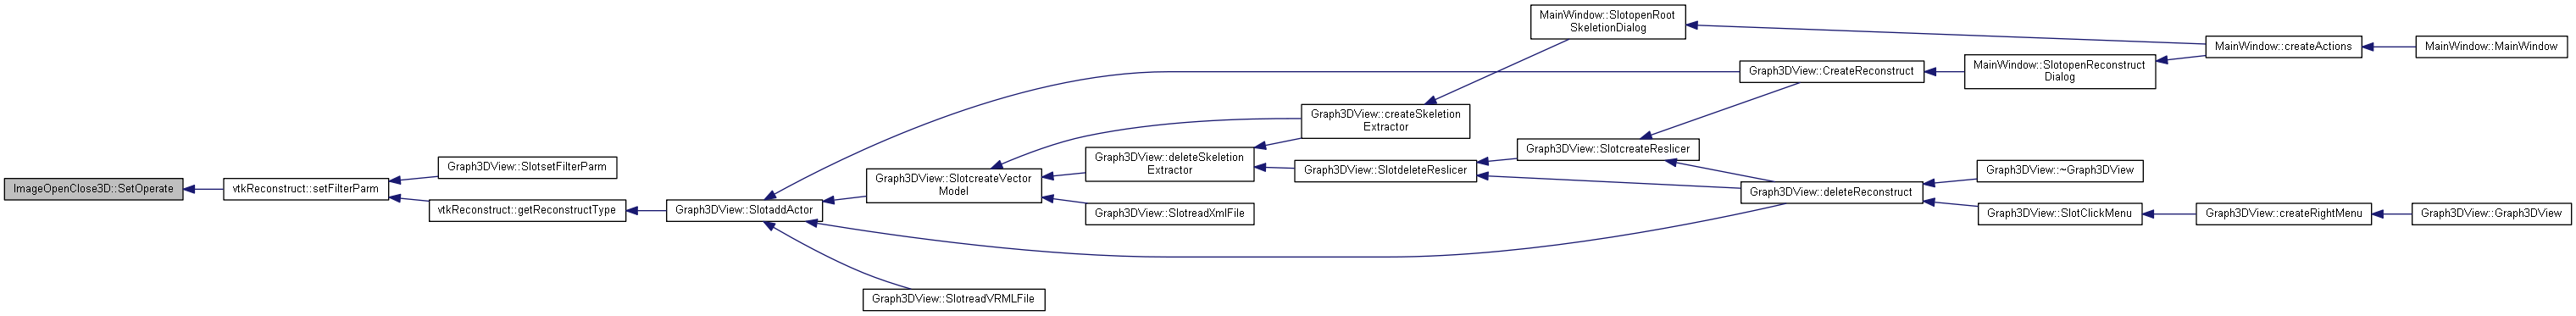 MainWindow::SlotopenRoot
SkeletionDialog
MainWindow::createActions
MainWindow::MainWindow
Graph3DView::CreateReconstruct
MainWindow::SlotopenReconstruct
Dialog
Graph3DView::createSkeletion
Extractor
Graph3DView::SlotcreateReslicer
Graph3DView::SlotsetFilterParm
Graph3DView::deleteSkeletion
Extractor
Graph3DView::SlotdeleteReslicer
Graph3DView::~Graph3DView
ImageOpenClose3D::SetOperate
vtkReconstruct::setFilterParm
Graph3DView::SlotcreateVector
Model
Graph3DView::deleteReconstruct
vtkReconstruct::getReconstructType
Graph3DView::SlotaddActor
Graph3DView::SlotreadXmlFile
Graph3DView::SlotClickMenu
Graph3DView::createRightMenu
Graph3DView::Graph3DView
Graph3DView::SlotreadVRMLFile